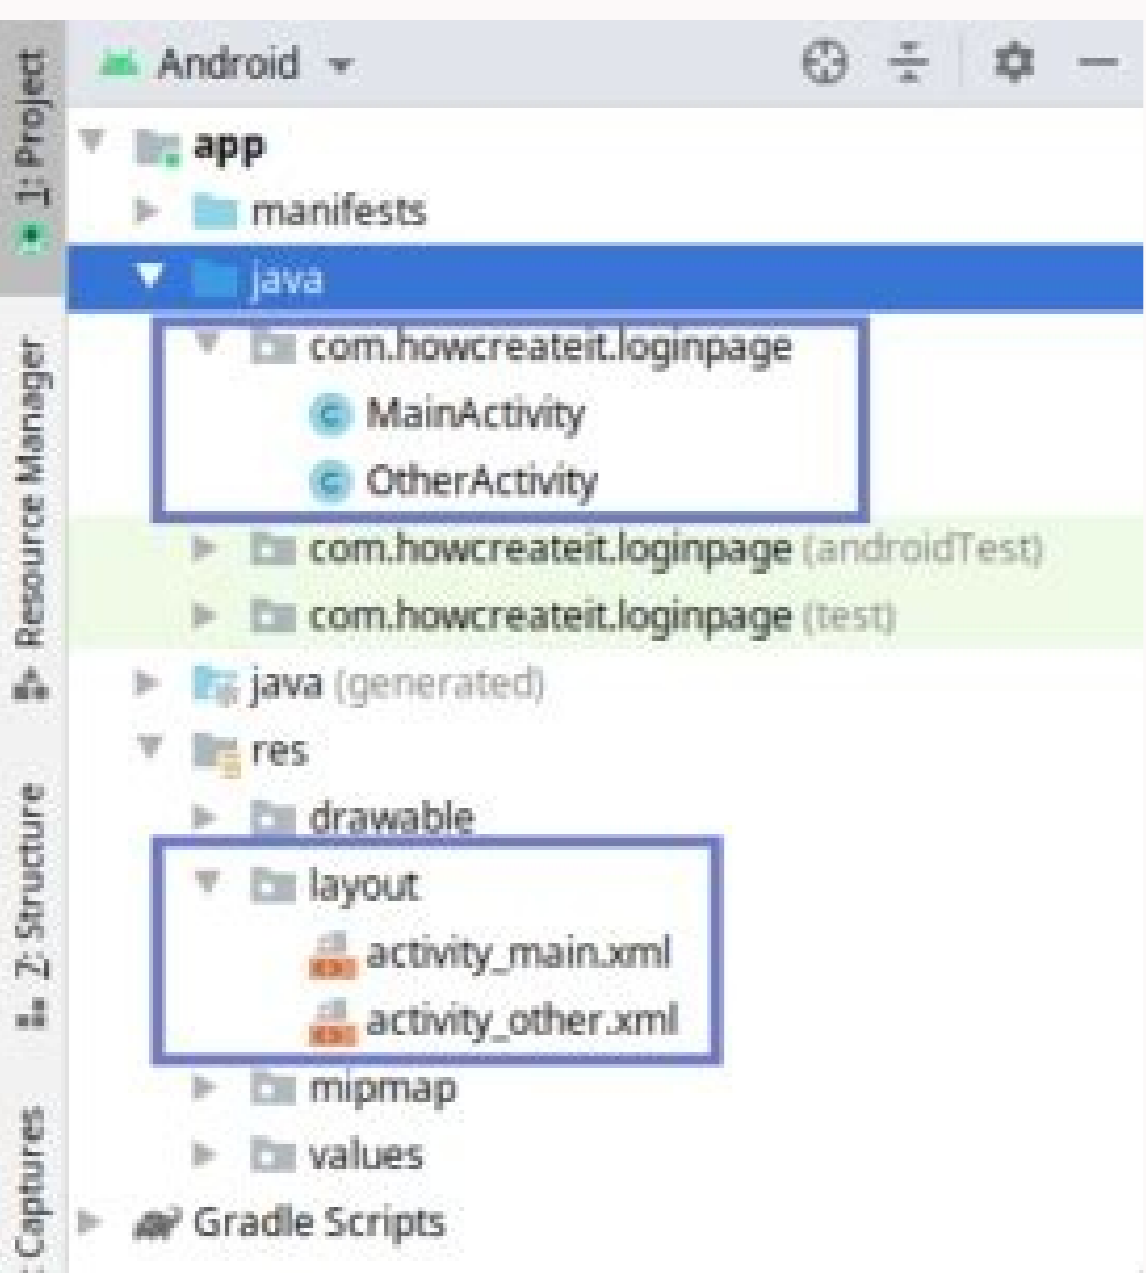 Android
app
manifests
java
com.howcreateit.loginpage
MainActivity
OtherActivity
com.howcreateit.loginpage (androidTest)
com.howcreateit.loginpage (test)
java (generated)
res
drawable
layout
activity_main.xml
activity_other.xml
mipmap
values
Gradle Scripts
1: Project
Resource Manager
7: Structure
Captures